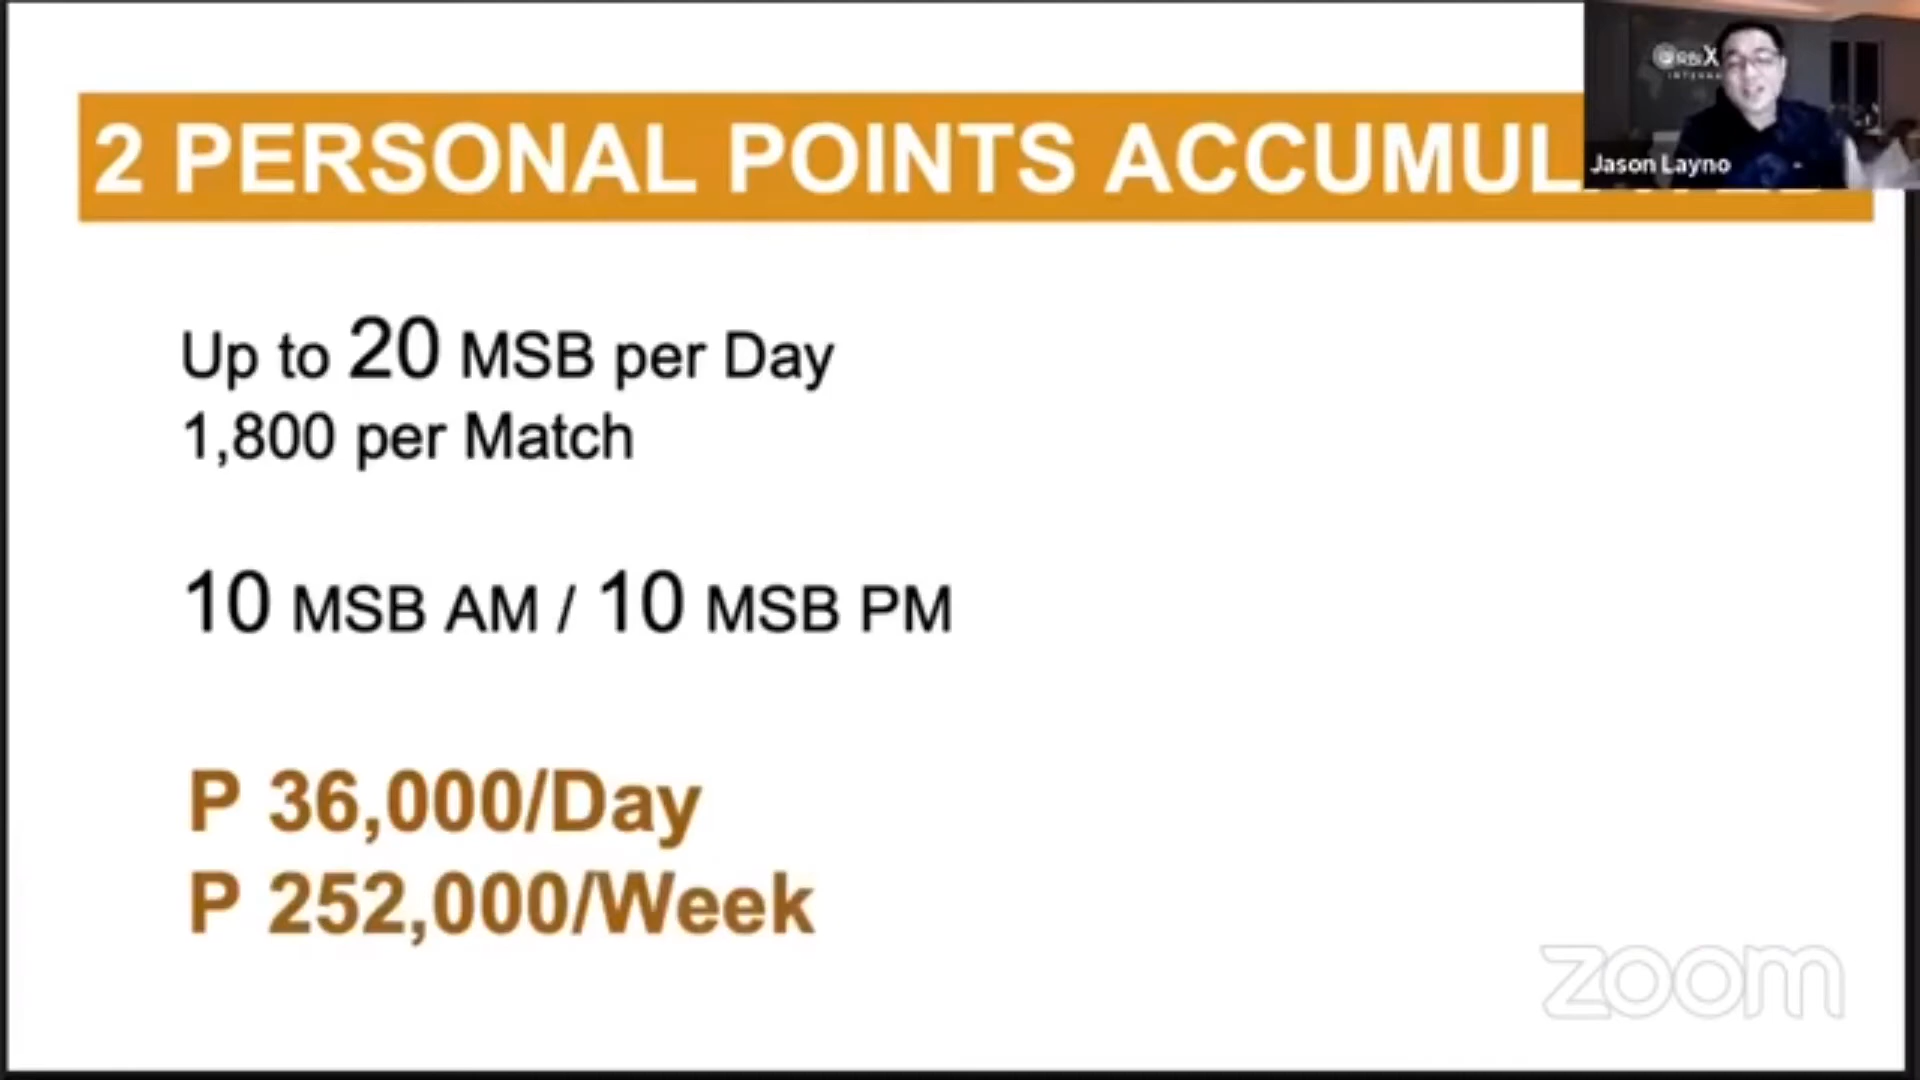 2 PERSONAL POINTS ACCUMUL
Jason Layno
Up to 20 MSB per Day
1,800 per Match
10 MSB AM / 10 MSB PM
P 36,000/Day
P 252,000/Week
zoom